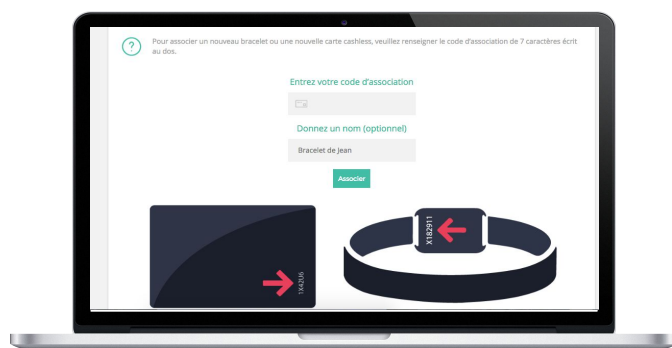 ?
Pour associer un nouveau bracelet ou une nouvelle carte cashless, veuillez renseigner le code d'association de 7 caractères écrit
au dos.
Entrez votre code d'association
Donnez un nom (optionnel)
Bracelet de Jean
Associer
1X42U6
X182911